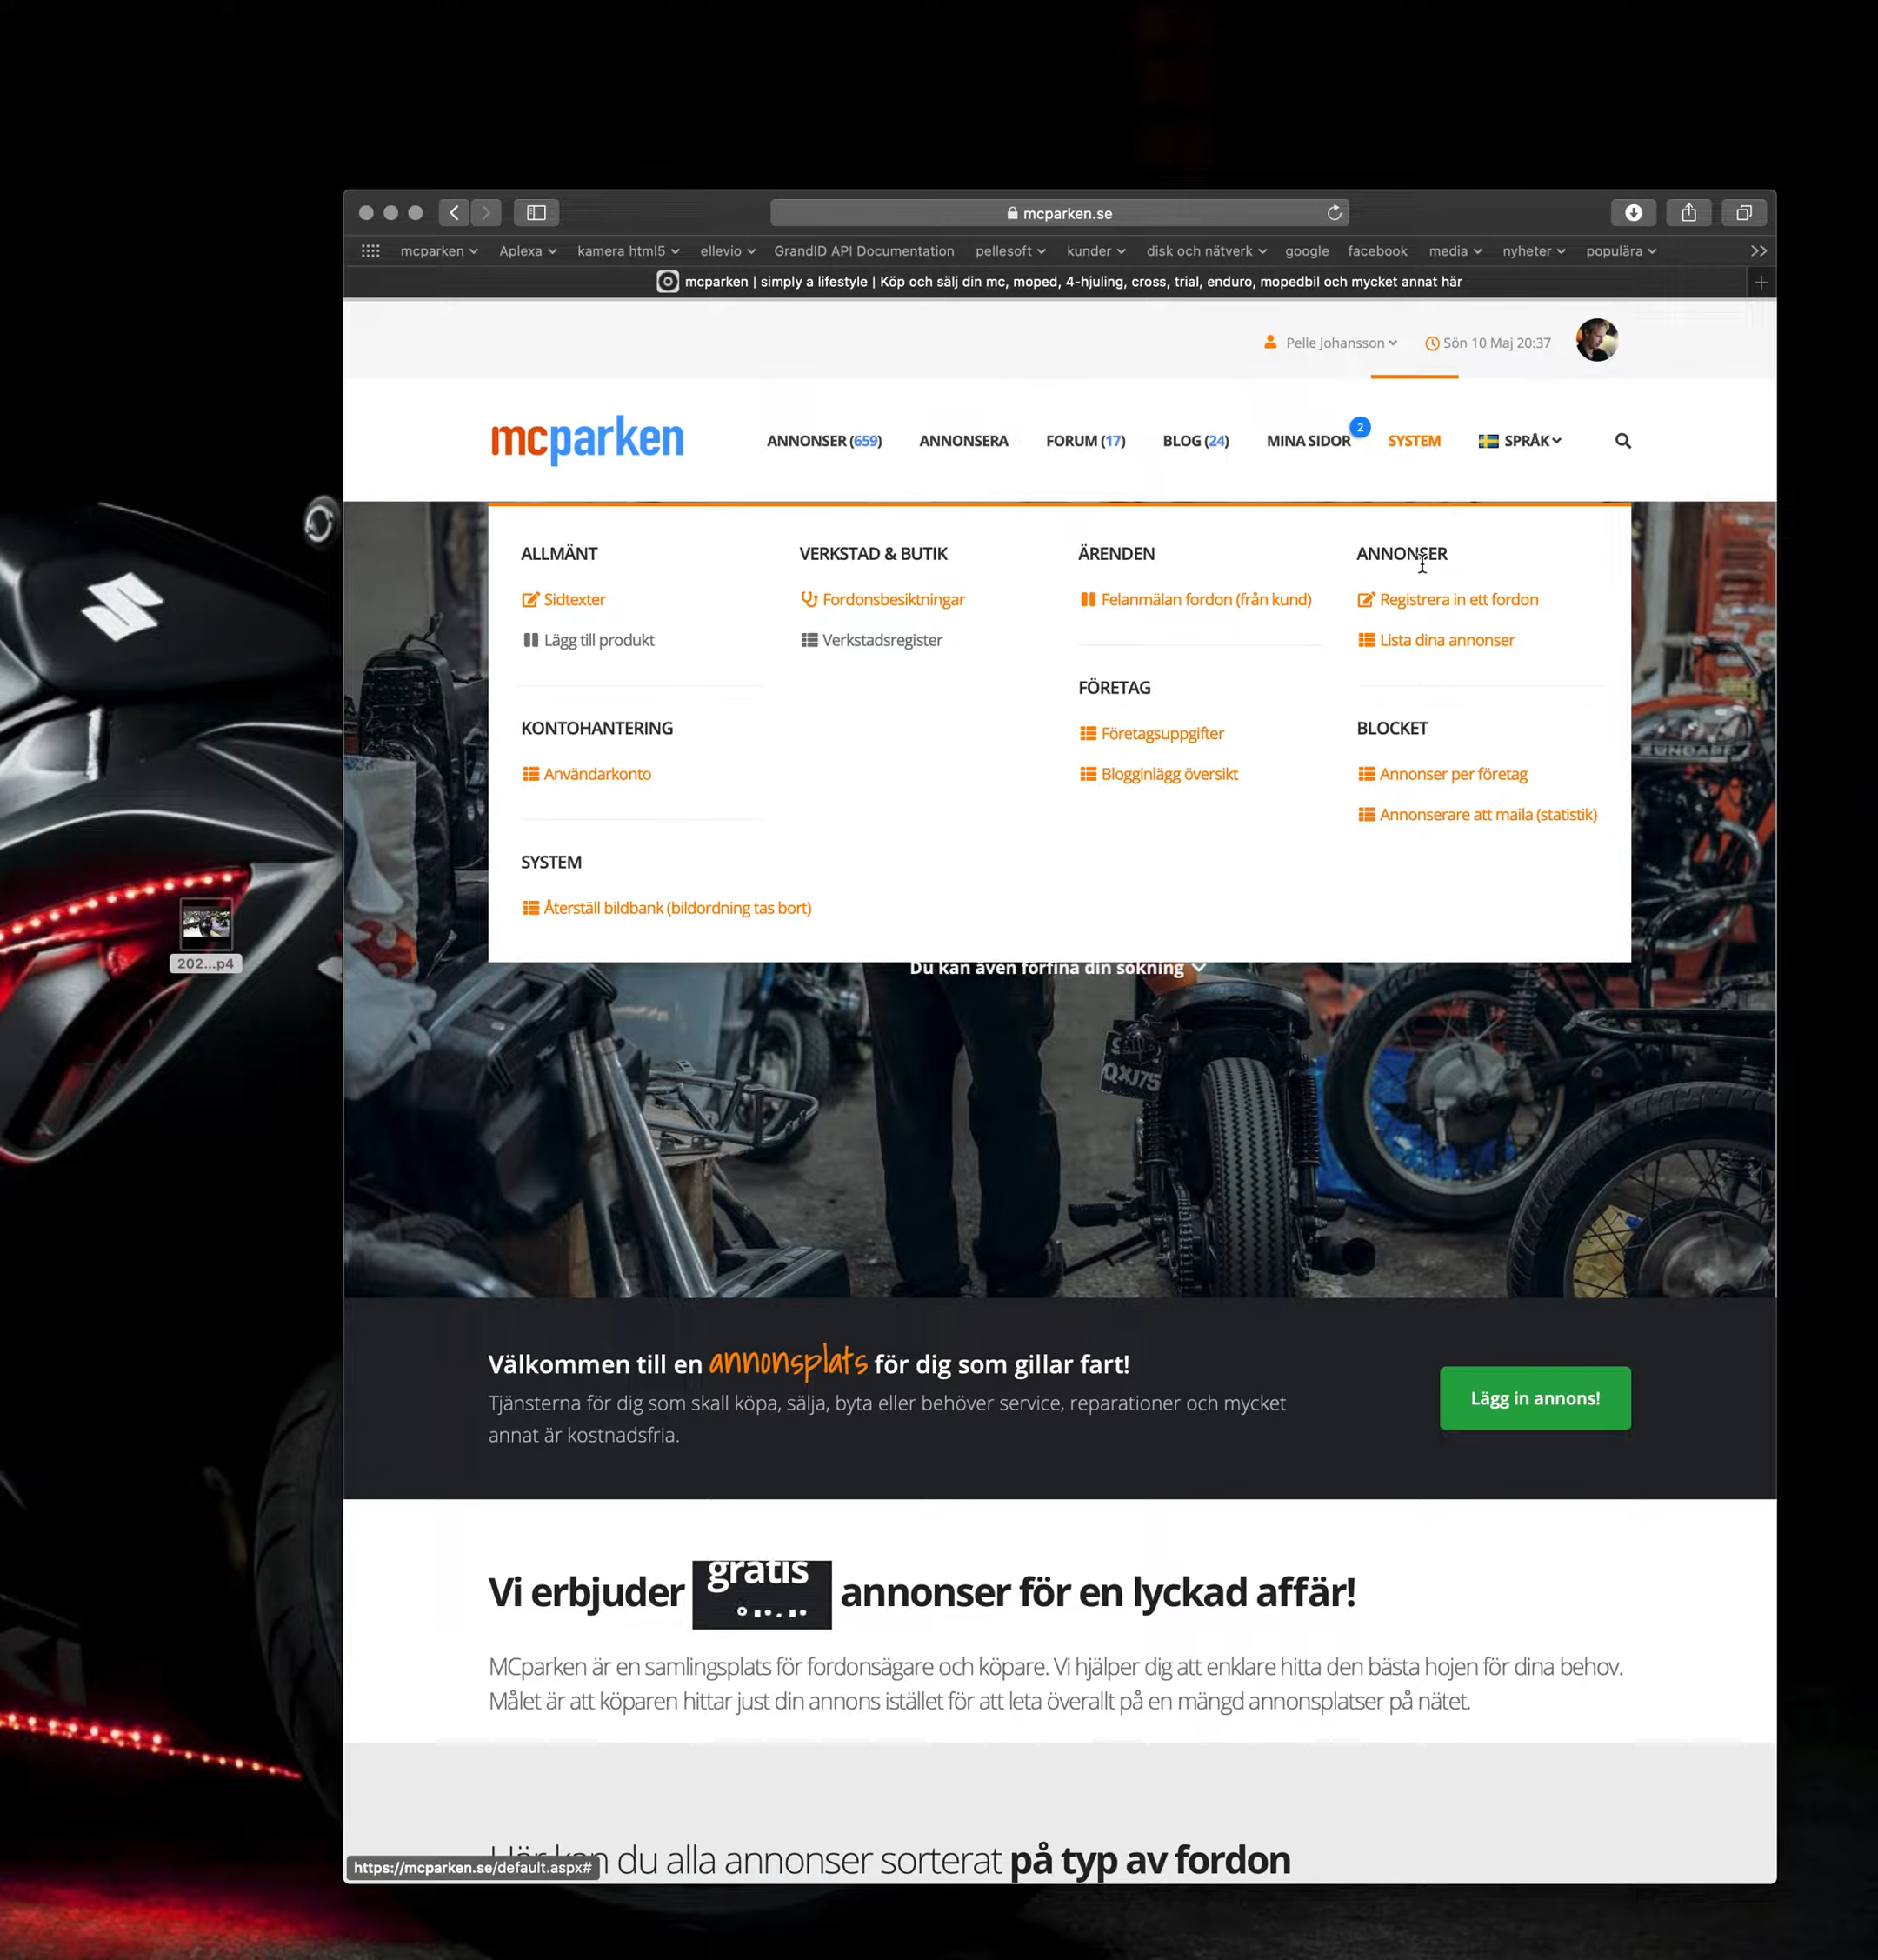 mcparken.se
mcparken
Aplexa
kamera html5
ellevio
GrandID API Documentation
pellesoft
kunder
disk och nätverk
google
facebook
media
nyheter
populära
mcparken | simply a lifestyle | Köp och sälj din mc, moped, 4-hjuling, cross, trial, enduro, mopedbil och mycket annat här
Pelle Johansson
Sön 10 Maj 20:37
mcparken
ANNONSER (659)
ANNONSERA
FORUM (17)
BLOG (24)
MINA SIDOR
2
SYSTEM
SPRÅK
ALLMÄNT
Sidtexter
Lägg till produkt
KONTOHANTERING
Användarkonto
SYSTEM
Återställ bildbank (bildordning tas bort)
VERKSTAD & BUTIK
Fordonsbesiktningar
Verkstadsregister
ÄRENDEN
Felanmälan fordon (från kund)
FÖRETAG
Företagsuppgifter
Blogginlägg översikt
ANNONSER
Registrera in ett fordon
Lista dina annonser
BLOCKET
Annonser per företag
Annonserare att maila (statistik)
202...p4
Du kan även förfina din sökning
QXJ75
Välkommen till en annonsplats för dig som gillar fart!
Tjänsterna för dig som skall köpa, sälja, byta eller behöver service, reparationer och mycket
annat är kostnadsfria.
Lägg in annons!
Vi erbjuder gratis annonser för en lyckad affär!
MCparken är en samlingsplats för fordonsägare och köpare. Vi hjälper dig att enklare hitta den bästa hojen för dina behov.
Målet är att köparen hittar just din annons istället för att leta överallt på en mängd annonsplatser på nätet.
Här kan du alla annonser sorterat på typ av fordon
https://mcparken.se/default.aspx#